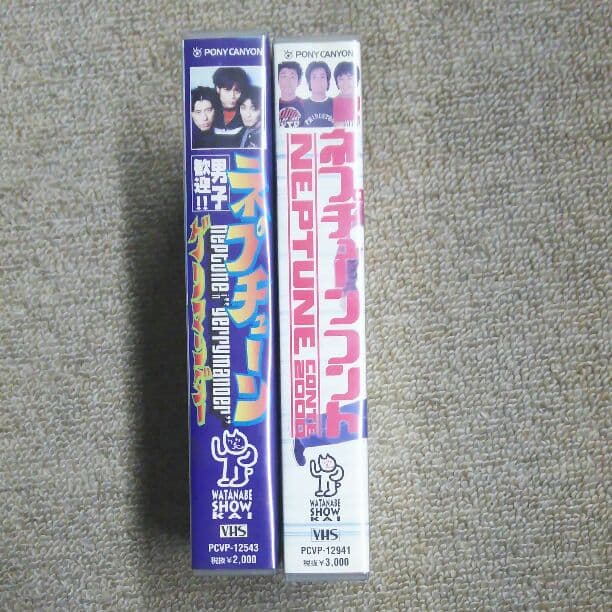 PONY CANYON
男子
歓迎!!
ネプチューン
NEPTUNE "gerrymander"
ゲリマンダー
WATANABE
SHOW
KAI
VHS
PCVP-12543
税抜¥2,000
PONY CANYON
ネプチューンコント
NEPTUNE
CONTE
2000
WATANABE
SHOW
KAI
VHS
PCVP-12941
税抜¥3,000